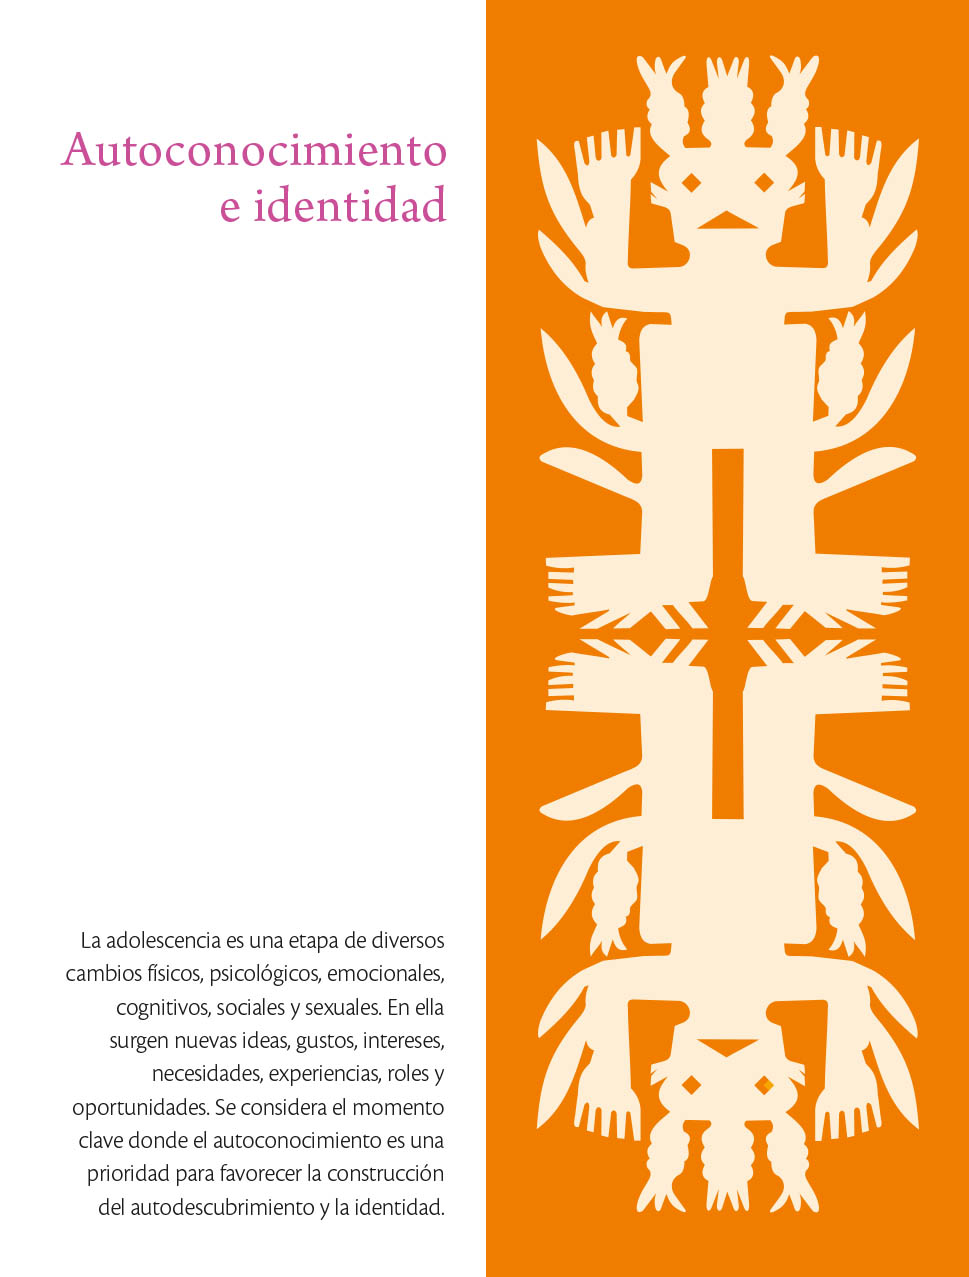 Autoconocimiento
e identidad
La adolescencia es una etapa de diversos
cambios físicos, psicológicos, emocionales,
cognitivos, sociales y sexuales. En ella
surgen nuevas ideas, gustos, intereses,
necesidades, experiencias, roles y
oportunidades. Se considera el momento
clave donde el autoconocimiento es una
prioridad para favorecer la construcción
del autodescubrimiento y la identidad.